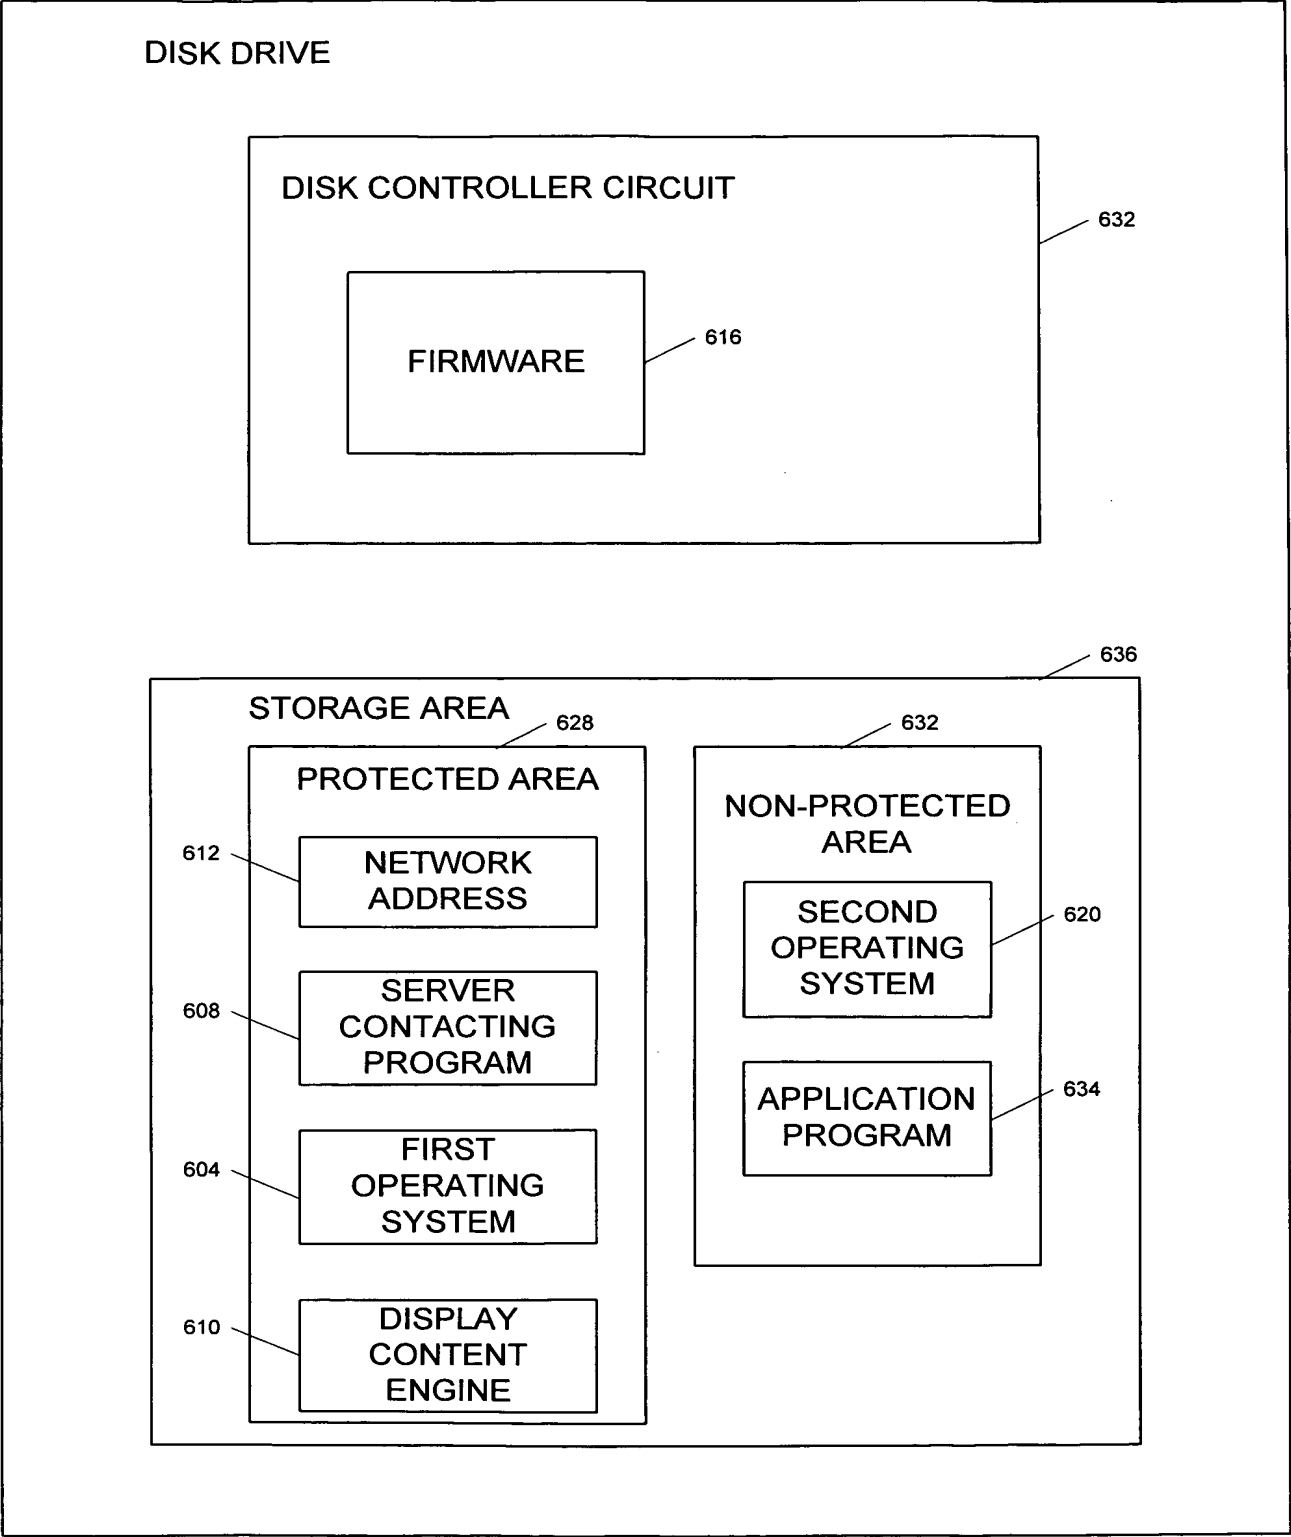 DISK DRIVE
DISK CONTROLLER CIRCUIT
632
FIRMWARE
616
636
STORAGE AREA
628
632
PROTECTED AREA
NON-PROTECTED
AREA
612
NETWORK
ADDRESS
SECOND
OPERATING
SYSTEM
620
608
SERVER
CONTACTING
PROGRAM
APPLICATION
PROGRAM
634
604
FIRST
OPERATING
SYSTEM
610
DISPLAY
CONTENT
ENGINE